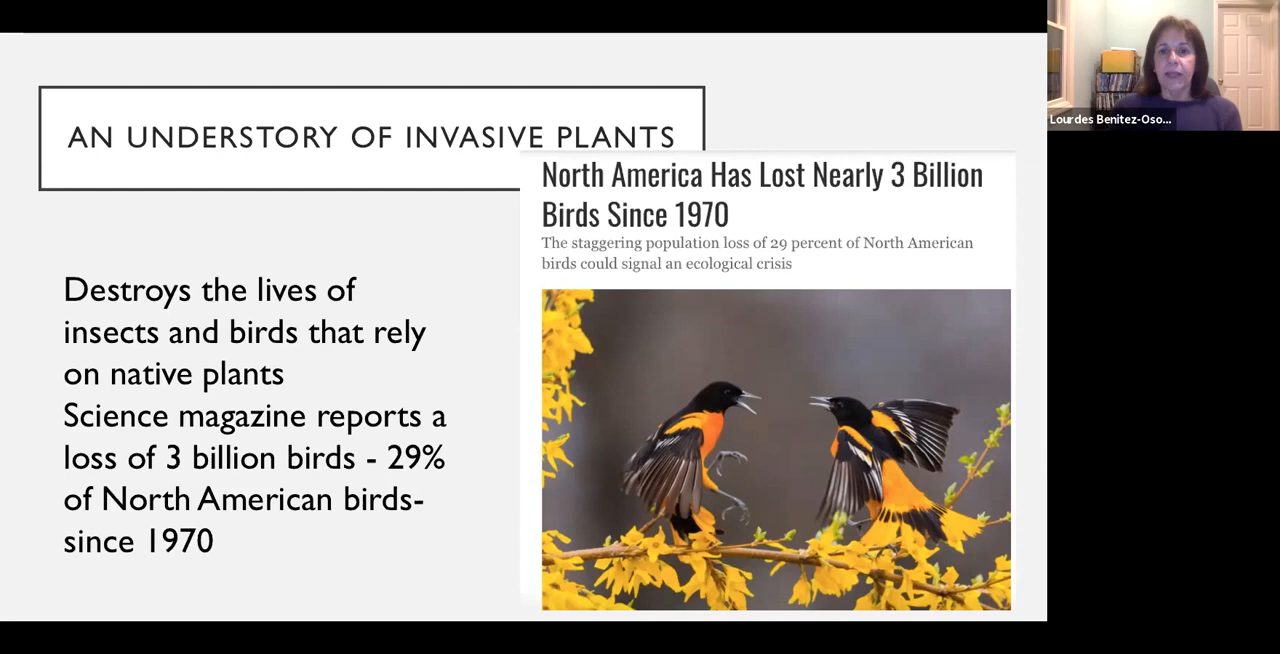 AN UNDERSTORY OF INVASIVE PLANTS
North America Has Lost Nearly 3 Billion
Birds Since 1970
The staggering population loss of 29 percent of North American
birds could signal an ecological crisis
Destroys the lives of
insects and birds that rely
on native plants
Science magazine reports a
loss of 3 billion birds - 29%
of North American birds-
since 1970
Lourdes Benitez-Oso...